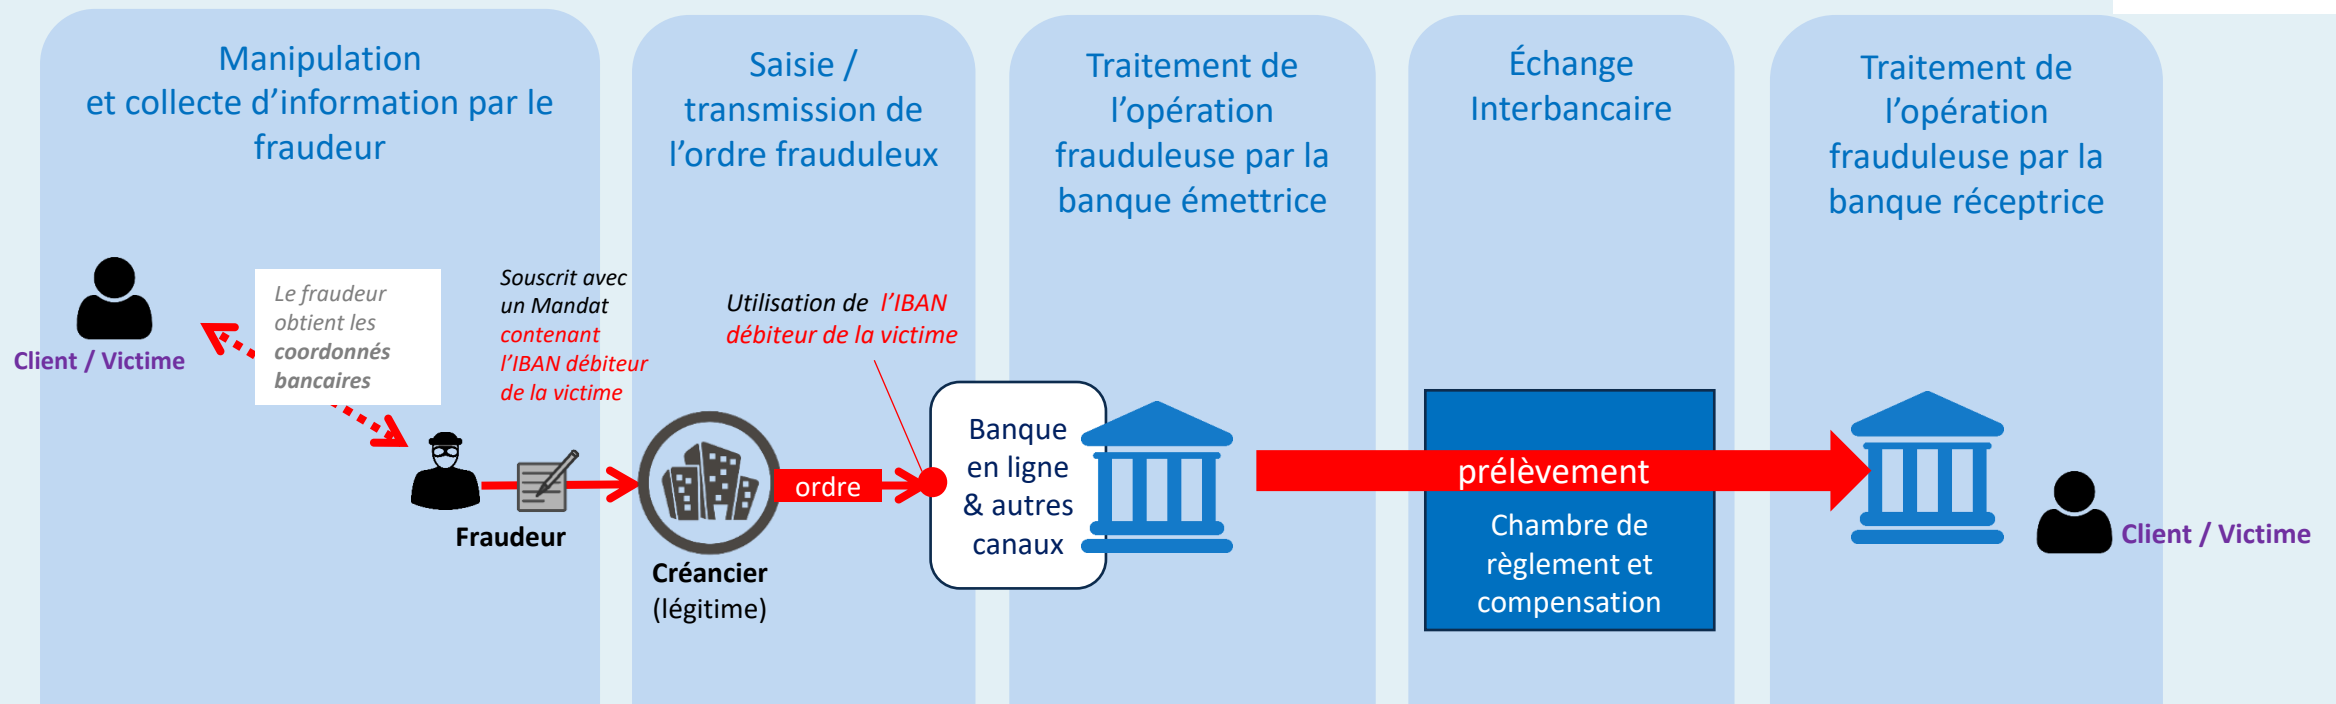 Manipulation
et collecte d’information par le
fraudeur
Saisie /
transmission de
l’ordre frauduleux
Traitement de
l’opération
frauduleuse par la
banque émettrice
Échange
Interbancaire
Traitement de
l’opération
frauduleuse par la
banque réceptrice
Client / Victime
Le fraudeur
obtient les
coordonnés
bancaires
Souscrit avec
un Mandat
contenant
l’IBAN débiteur
de la victime
Fraudeur
Utilisation de l’IBAN
débiteur de la victime
Créancier
(légitime)
ordre
Banque
en ligne
& autres
canaux
prélèvement
Chambre de
règlement et
compensation
Client / Victime